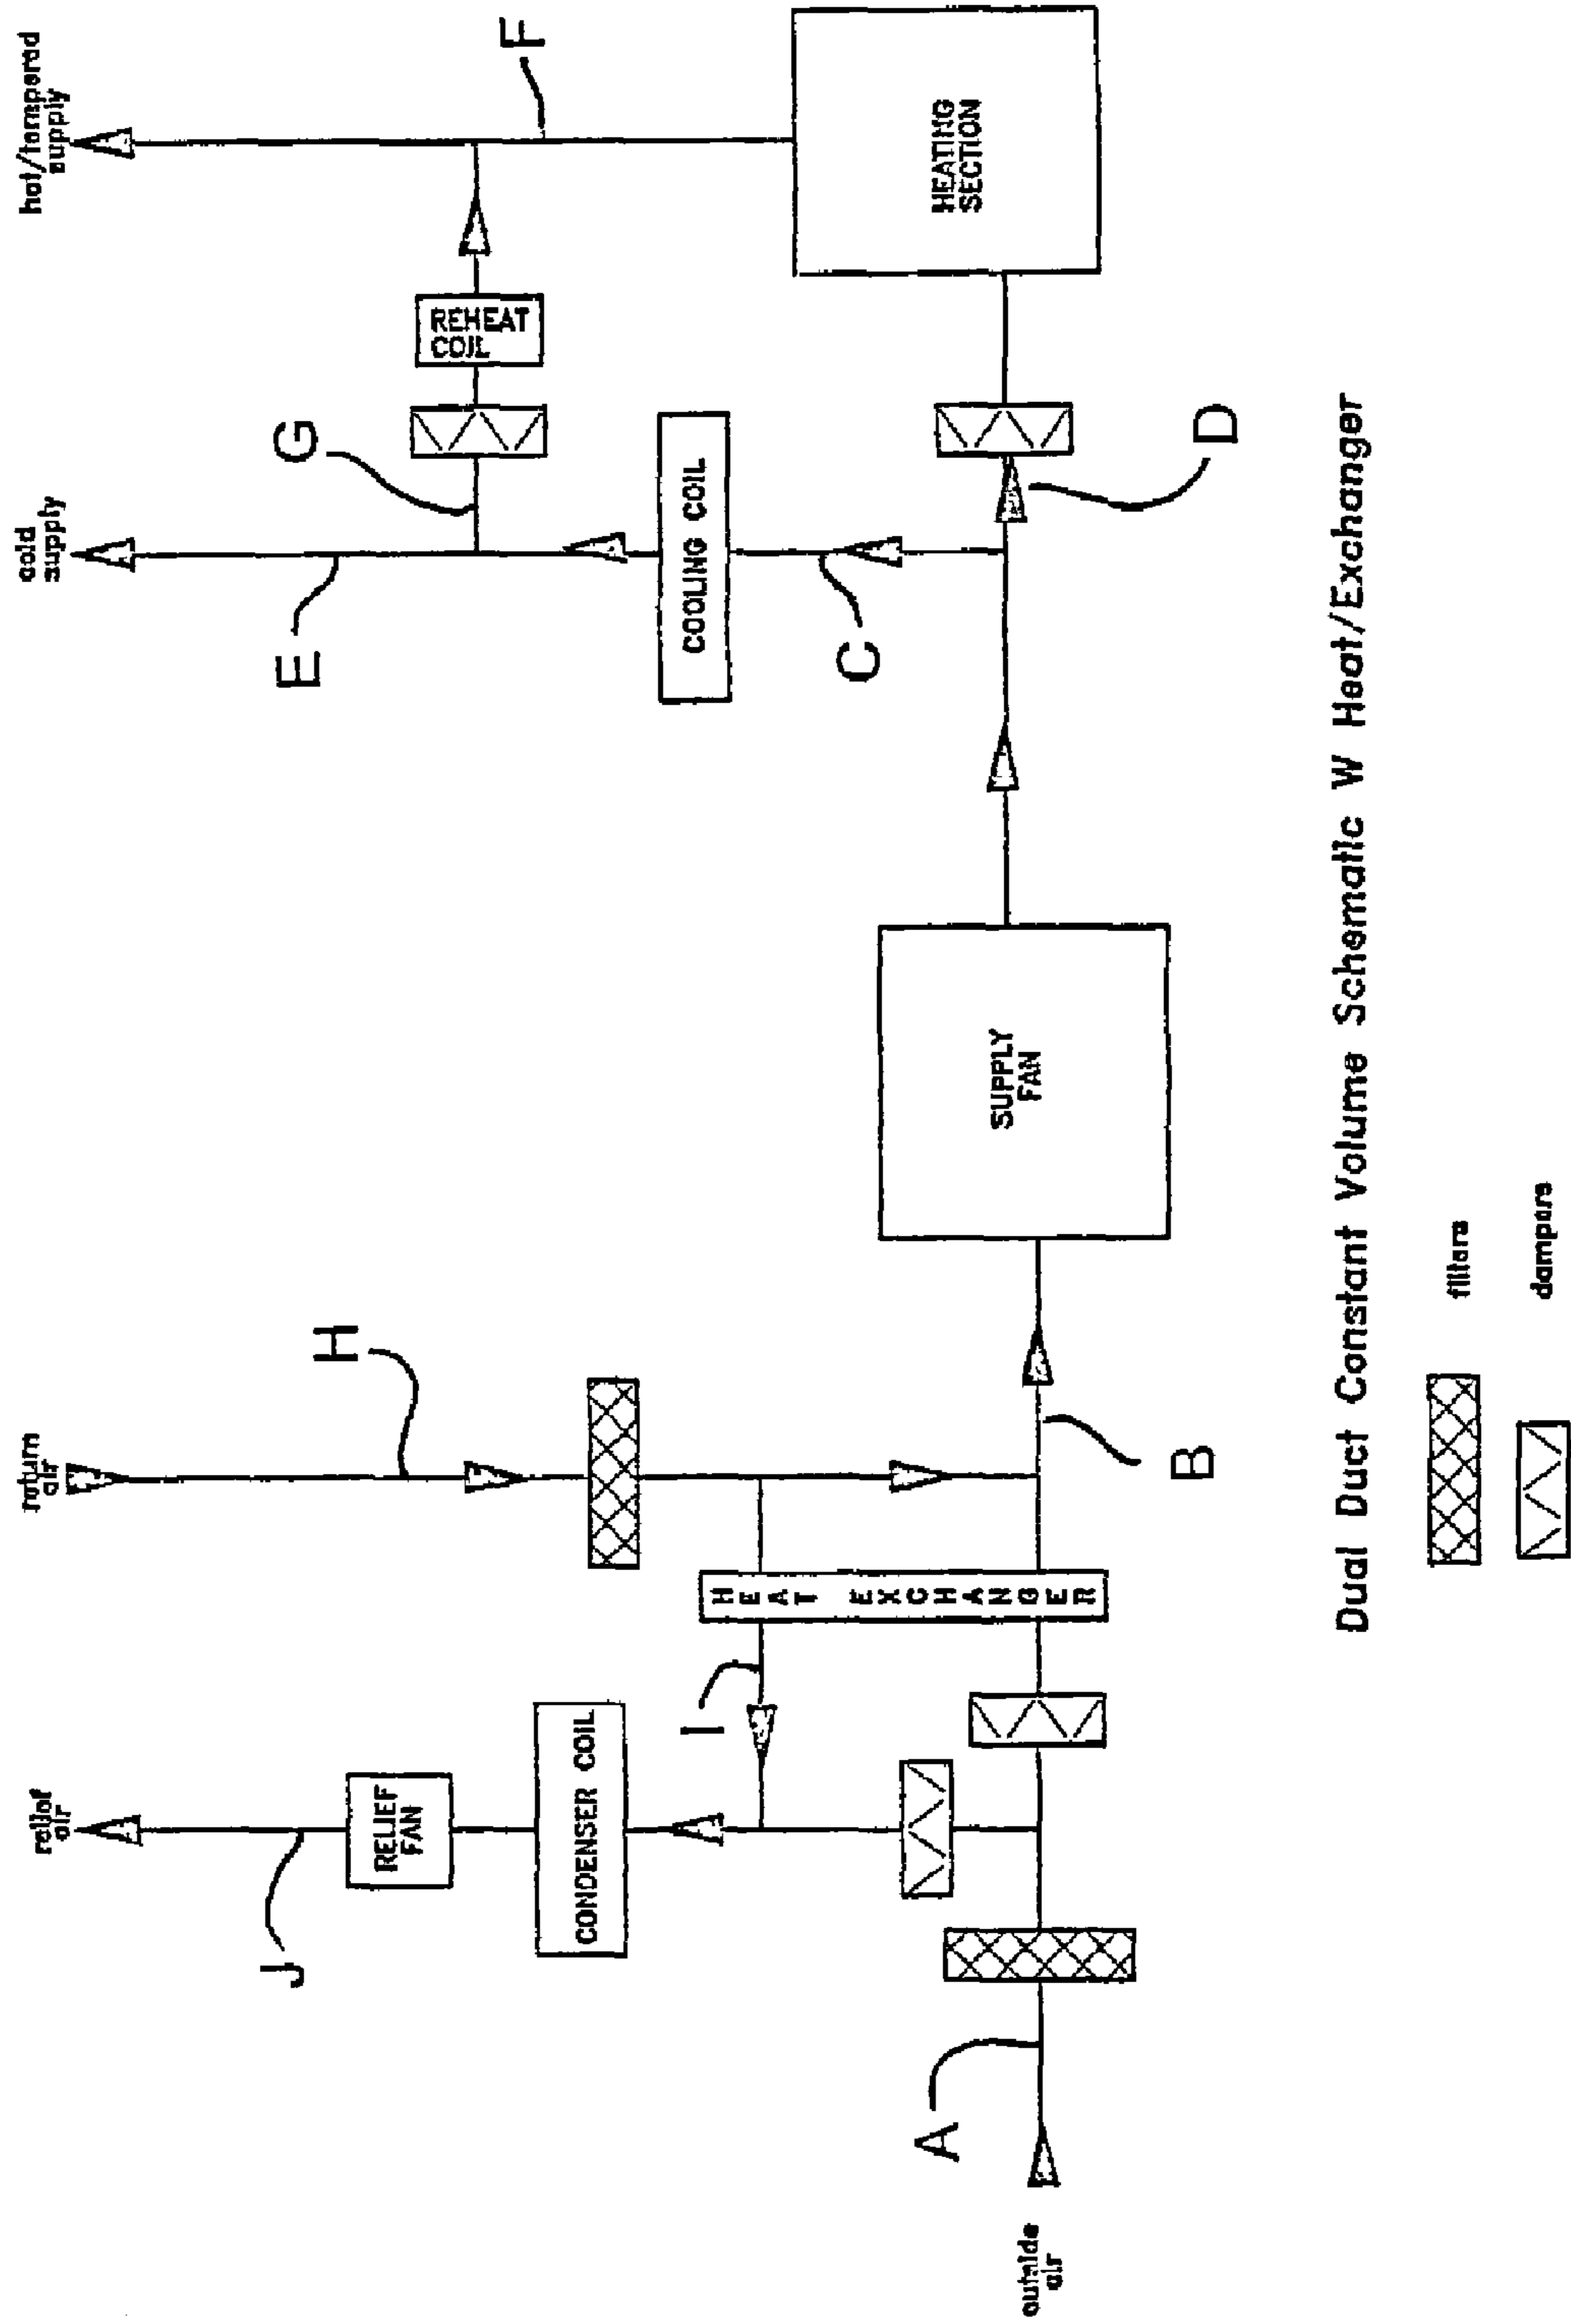 hot/tempered
supply
F
HEATING
SECTION
REHEAT
COIL
G
cold
supply
E
COOLING COIL
C
D
SUPPLY
FAN
return
air
H
B
HEAT EXCHANGER
I
relief
air
J
RELIEF
FAN
CONDENSER COIL
A
outside
air
Dual Duct Constant Volume Schematic W Heat/Exchanger
filters
dampers